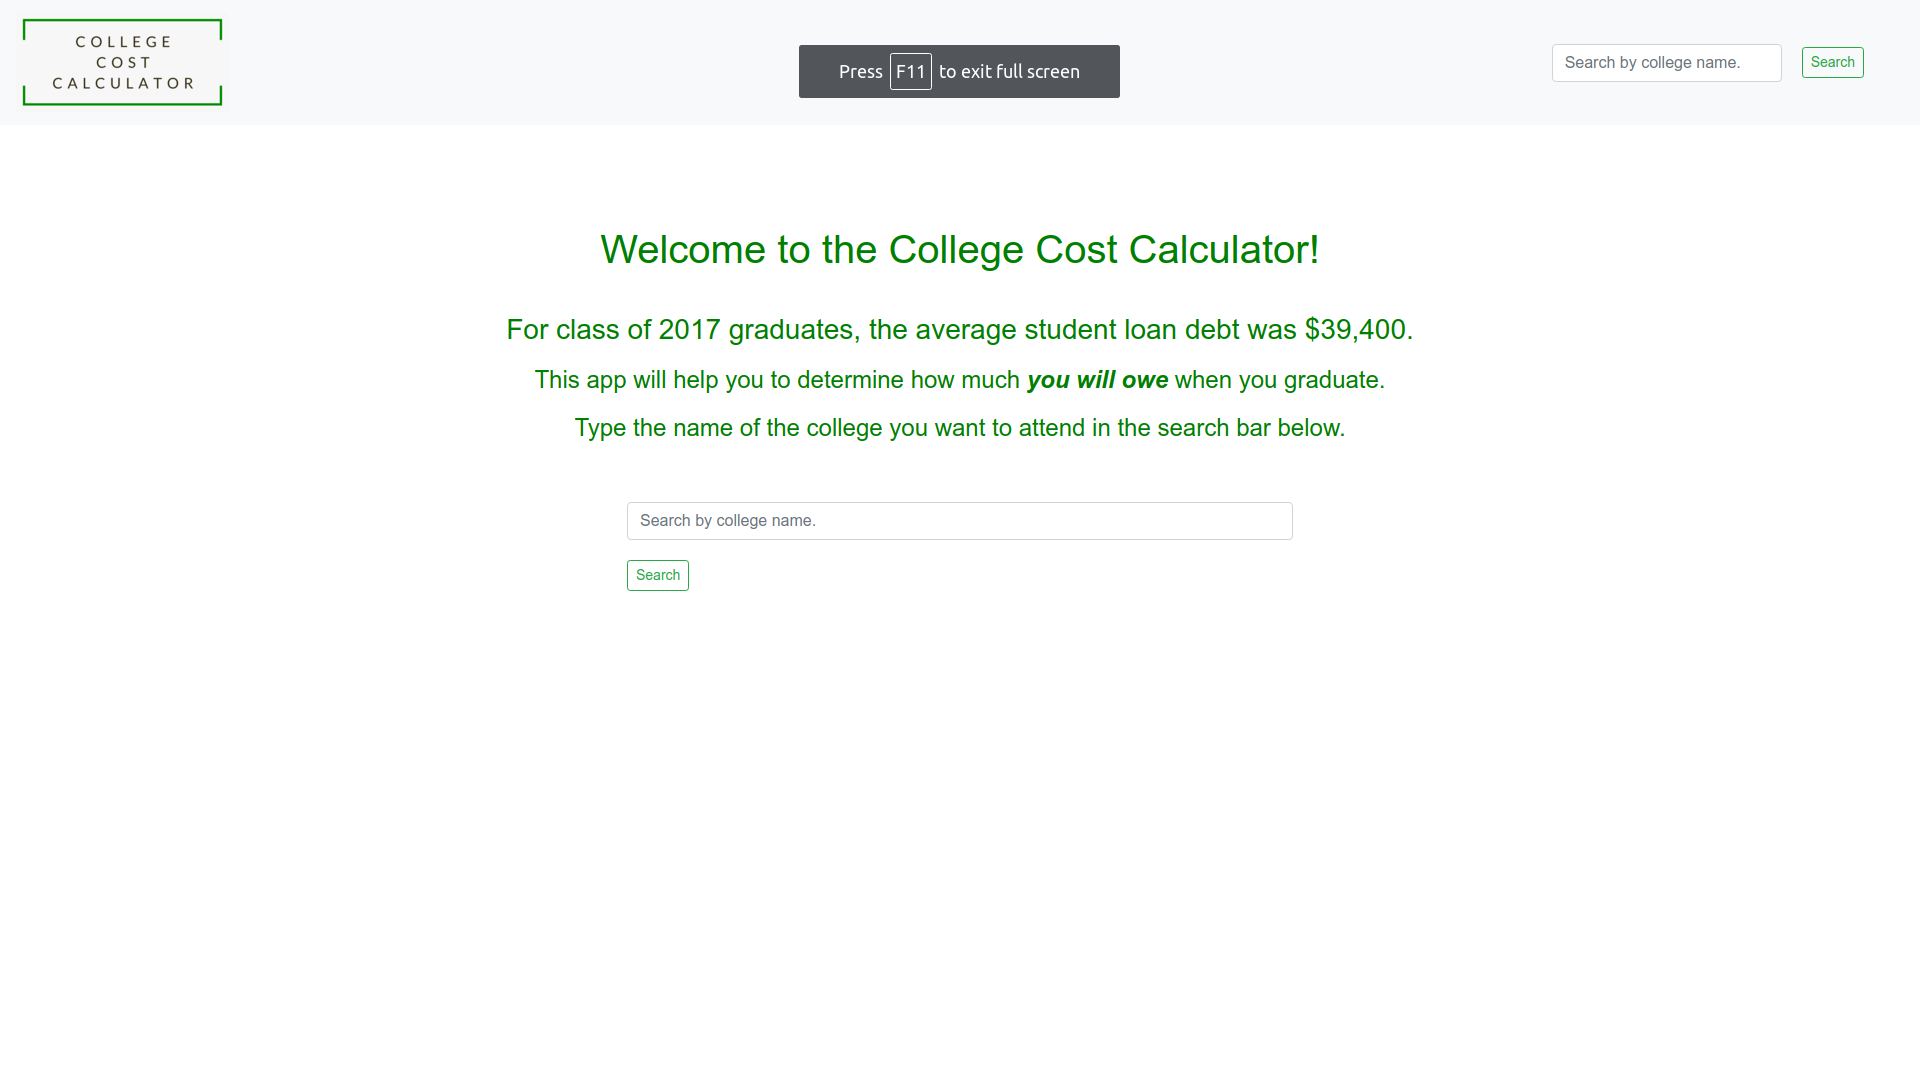 COLLEGE
COST
CALCULATOR
Press F11 to exit full screen
Search by college name.
Search
Welcome to the College Cost Calculator!
For class of 2017 graduates, the average student loan debt was $39,400.
This app will help you to determine how much you will owe when you graduate.
Type the name of the college you want to attend in the search bar below.
Search by college name.
Search